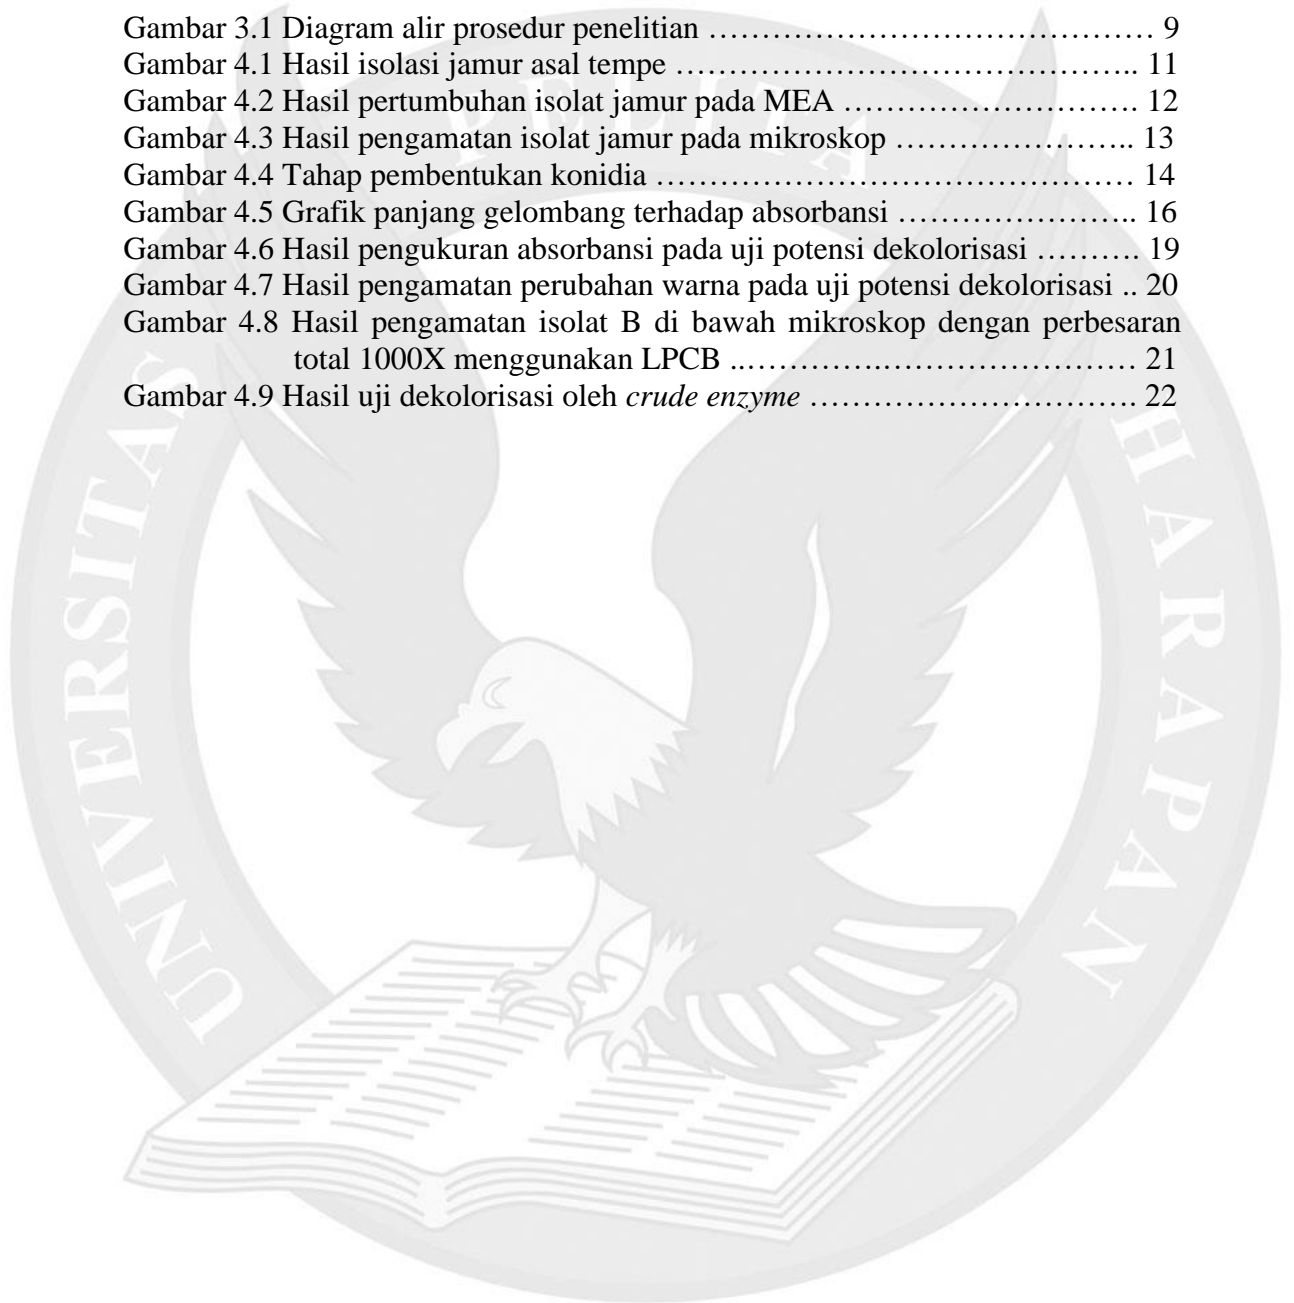 Gambar 3.1 Diagram alir prosedur penelitian …………………………………… 9
Gambar 4.1 Hasil isolasi jamur asal tempe …………………………………….. 11
Gambar 4.2 Hasil pertumbuhan isolat jamur pada MEA ………………………. 12
Gambar 4.3 Hasil pengamatan isolat jamur pada mikroskop ………………….. 13
Gambar 4.4 Tahap pembentukan konidia ……………………………………… 14
Gambar 4.5 Grafik panjang gelombang terhadap absorbansi ………………….. 16
Gambar 4.6 Hasil pengukuran absorbansi pada uji potensi dekolorisasi ………. 19
Gambar 4.7 Hasil pengamatan perubahan warna pada uji potensi dekolorisasi .. 20
Gambar 4.8 Hasil pengamatan isolat B di bawah mikroskop dengan perbesaran
total 1000X menggunakan LPCB ..……….…………………… 21
Gambar 4.9 Hasil uji dekolorisasi oleh crude enzyme …………………………. 22
UNIVERSITAS
PELITA
HARAPAN